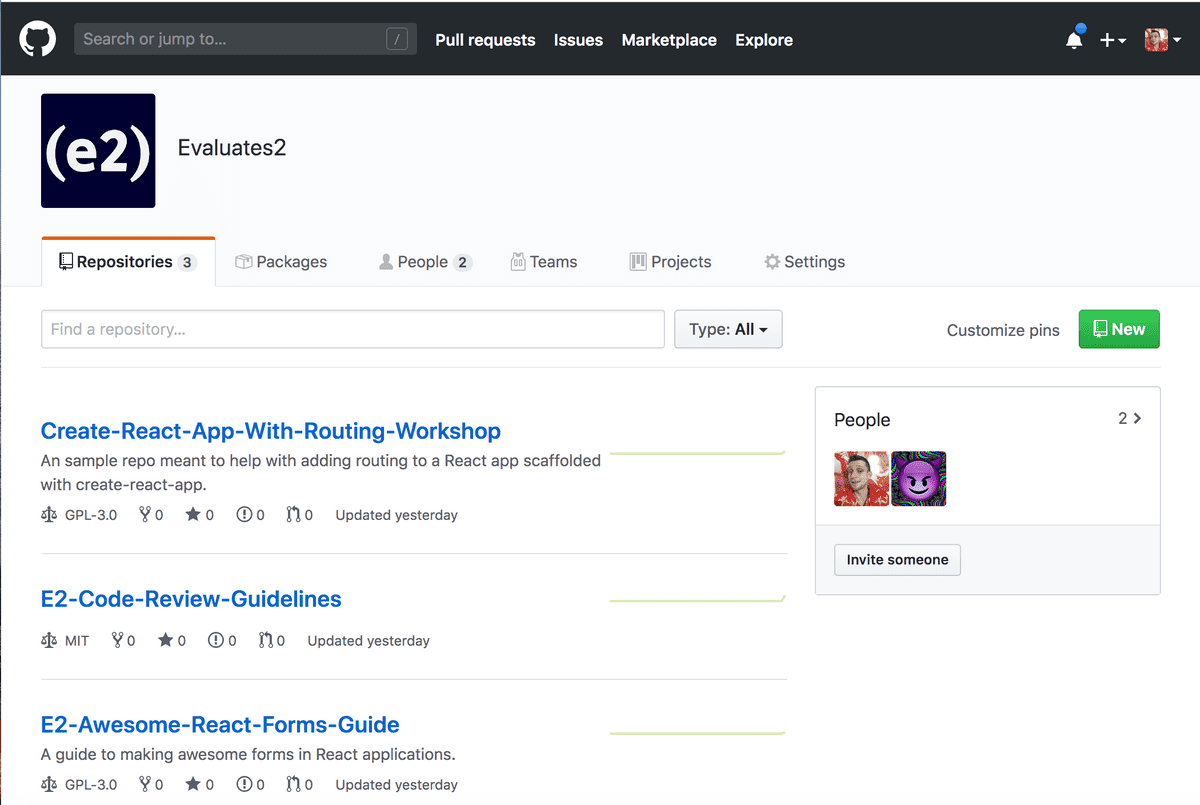 Search or jump to... /
Pull requests Issues Marketplace Explore
(e2)
Evaluates2
Repositories 3 Packages People 2 Teams Projects Settings
Find a repository... Type: All Customize pins New
Create-React-App-With-Routing-Workshop
An sample repo meant to help with adding routing to a React app scaffolded
with create-react-app.
GPL-3.0 0 0 0 0 Updated yesterday
E2-Code-Review-Guidelines
MIT 0 0 0 0 Updated yesterday
E2-Awesome-React-Forms-Guide
A guide to making awesome forms in React applications.
GPL-3.0 0 0 0 0 Updated yesterday
People 2
Invite someone